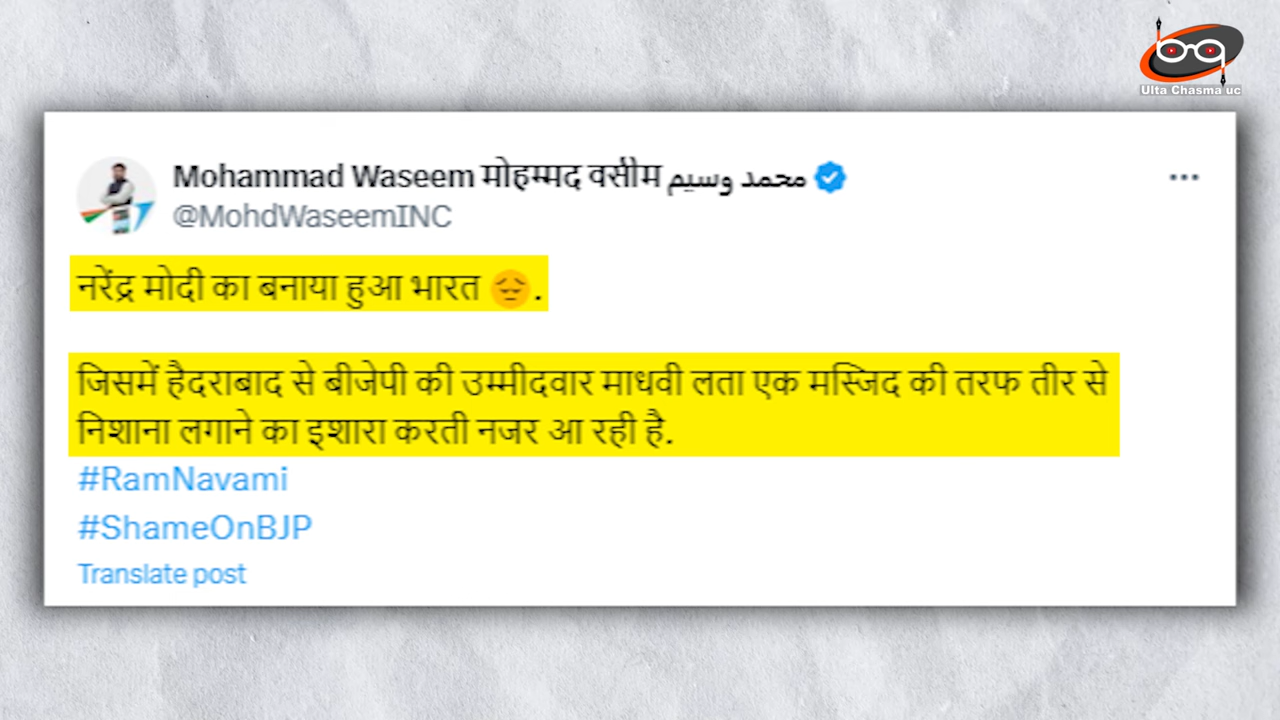 Ulta Chasma uc
Mohammad Waseem मोहम्मद वसीम محمد وسيم
@MohdWaseemINC
नरेंद्र मोदी का बनाया हुआ भारत 😔.
जिसमें हैदराबाद से बीजेपी की उम्मीदवार माधवी लता एक मस्जिद की तरफ तीर से
निशाना लगाने का इशारा करती नजर आ रही है.
#RamNavami
#ShameOnBJP
Translate post